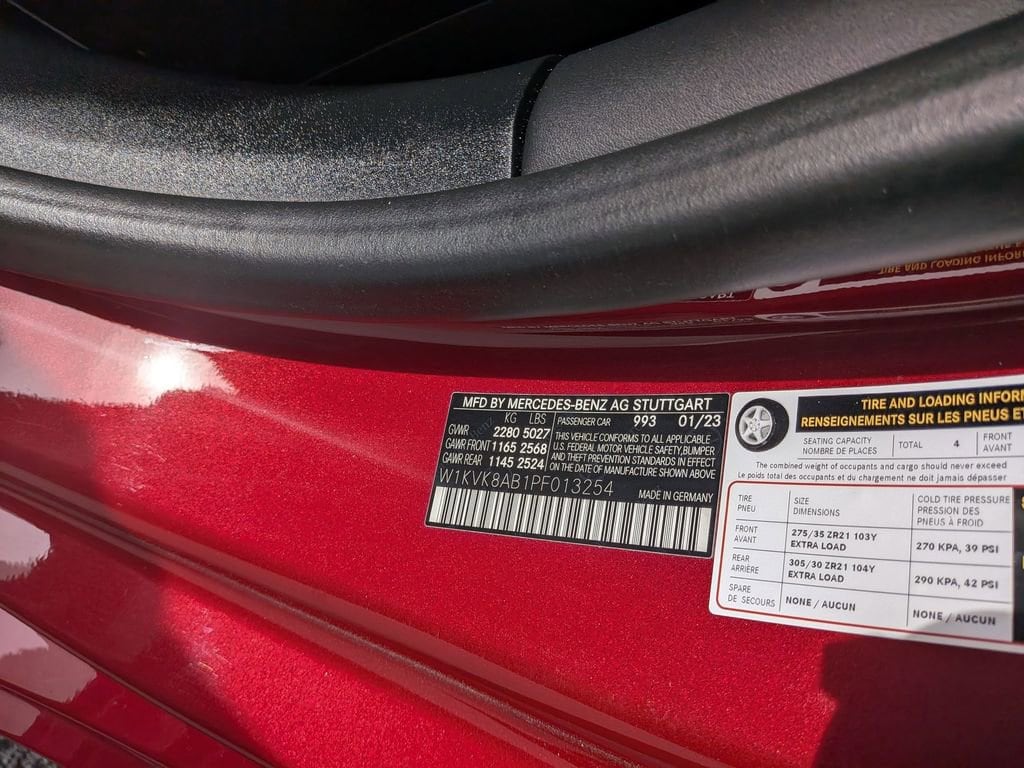 MFD BY MERCEDES-BENZ AG STUTTGART
KG LBS PASSENGER CAR 993 01/23
GVWR 2280 5027
GAWR FRONT 1165 2568
GAWR REAR 1145 2524
THIS VEHICLE CONFORMS TO ALL APPLICABLE
U.S. FEDERAL MOTOR VEHICLE SAFETY, BUMPER
AND THEFT PREVENTION STANDARDS IN EFFECT
ON THE DATE OF MANUFACTURE SHOWN ABOVE
W1KVK8AB1PF013254
MADE IN GERMANY
TIRE AND LOADING INFOR
RENSEIGNEMENTS SUR LES PNEUS ET
SEATING CAPACITY
NOMBRE DE PLACES
TOTAL 4
FRONT
AVANT
The combined weight of occupants and cargo should never exceed
Le poids total des occupants et du chargement ne doit jamais dépasser
TIRE
PNEU
SIZE
DIMENSIONS
COLD TIRE PRESSURE
PRESSION DES
PNEUS À FROID
FRONT
AVANT
275/35 ZR21 103Y
EXTRA LOAD
270 KPA, 39 PSI
REAR
ARRIÈRE
305/30 ZR21 104Y
EXTRA LOAD
290 KPA, 42 PSI
SPARE
DE SECOURS
NONE / AUCUN
NONE / AUCUN